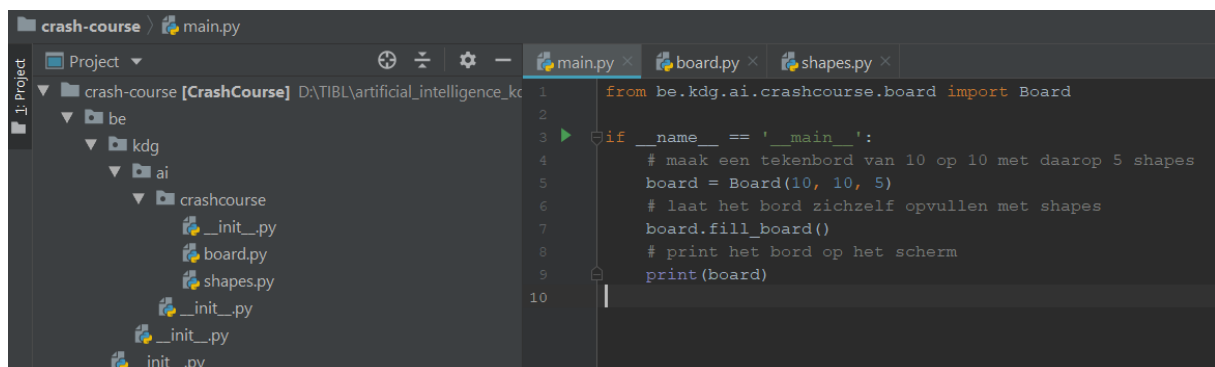 crash-course main.py
1: Project
Project
main.py board.py shapes.py
crash-course [CrashCourse] D:\TIBL\artificial_intelligence_kc
be
kdg
ai
crashcourse
__init__.py
board.py
shapes.py
__init__.py
__init__.py
__init__.py
1 from be.kdg.ai.crashcourse.board import Board
2
3 if __name__ == '__main__':
4 # maak een tekenbord van 10 op 10 met daarop 5 shapes
5 board = Board(10, 10, 5)
6 # laat het bord zichzelf opvullen met shapes
7 board.fill_board()
8 # print het bord op het scherm
9 print(board)
10